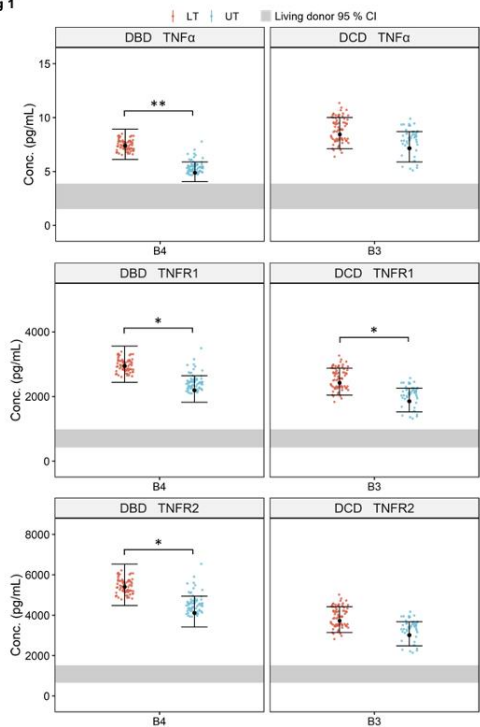 g 1
LT UT Living donor 95 % CI
DBD TNFα
DCD TNFα
Conc. (pg/mL)
15
10
5
0
**
B4
B3
DBD TNFR1
DCD TNFR1
Conc. (pg/mL)
4000
2000
0
*
*
B4
B3
DBD TNFR2
DCD TNFR2
Conc. (pg/mL)
8000
6000
4000
2000
0
*
B4
B3